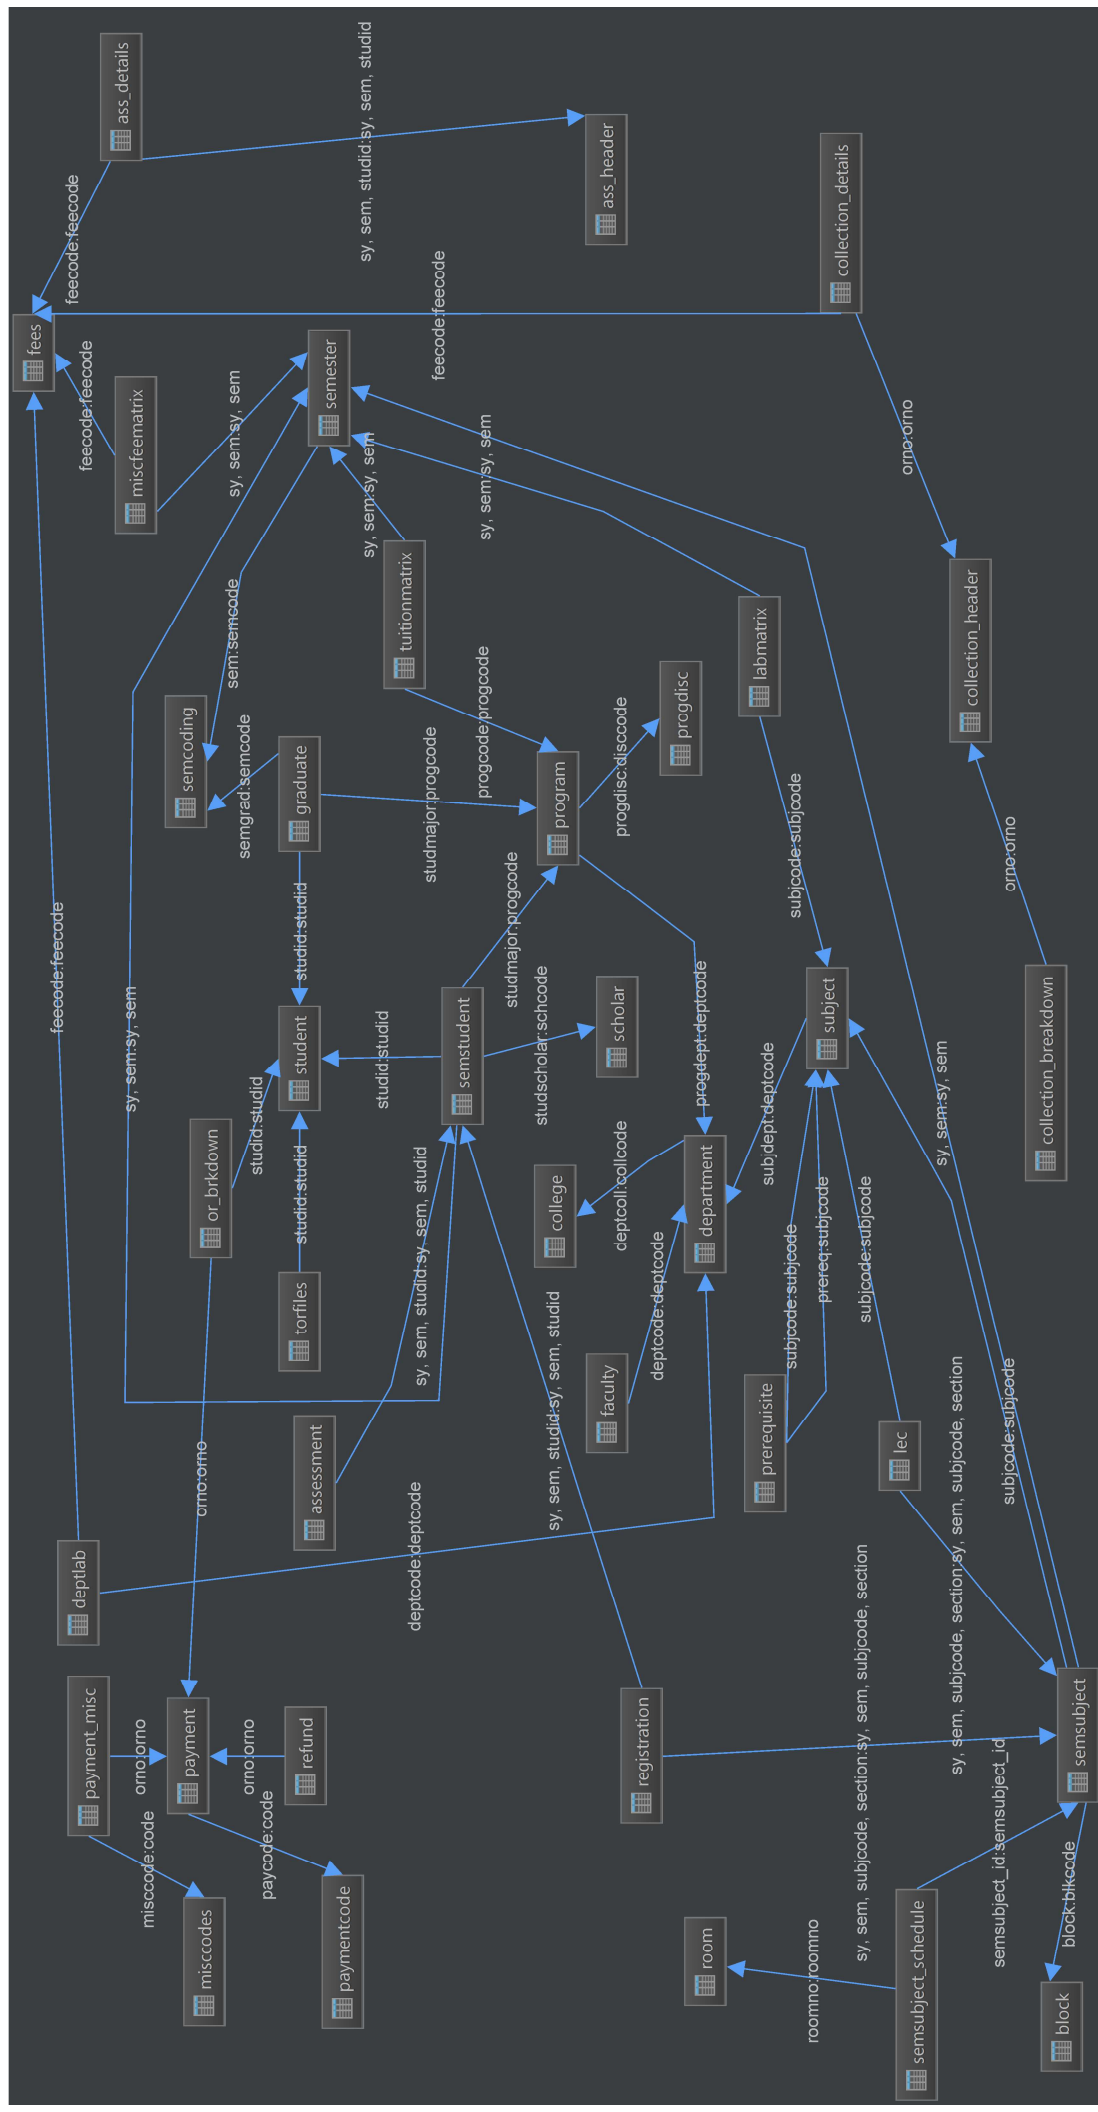 fees
feecode:feecode
feecode:feecode
deptlab
payment_misc
feecode:feecode
ass_details
sy, sem:sy, sem
miscfeematrix
orno:orno
misccode:code
payment
semcoding
orno:orno
misccodes
or_brkdown
sem:semcode
sy, sem:sy, sem
semgrad:semcode
orno:orno
studid:studid
paycode:code
refund
torfiles
studid:studid
student
studid:studid
graduate
assessment
semester
paymentcode
sy, sem, studid:sy, sem, studid
sy, sem:sy, sem
studid:studid
tuitionmatrix
deptcode:deptcode
sy, sem, studid:sy, sem, studid
studmajor:progcode
feecode:feecode
semstudent
progcode:progcode
sy, sem:sy, sem
studmajor:progcode
studscholar:schcode
sy, sem, studid:sy, sem, studid
college
program
faculty
ass_header
scholar
deptcoll:collcode
progdisc:disccode
registration
deptcode:deptcode
prcgdisc
progdept:deptcode
room
department
labmatrix
prerequisite
subjdept:deptcode
subjcode:subjcode
subjcode:subjcode
roomno:roomno
prereq:subjcode
subject
collection_details
sy, sem, subjcode, section:sy, sem, subjcode, section
subjcode:subjcode
lec
orno:orno
semsubject_schedule
sy, sem:sy, sem
sy, sem, subjcode, section:sy, sem, subjcode, section
collection_header
semsubject_id:semsubject_id
subjcode:subjcode
orno:orno
collection_breakdown
block
block:blkcode
semsubject